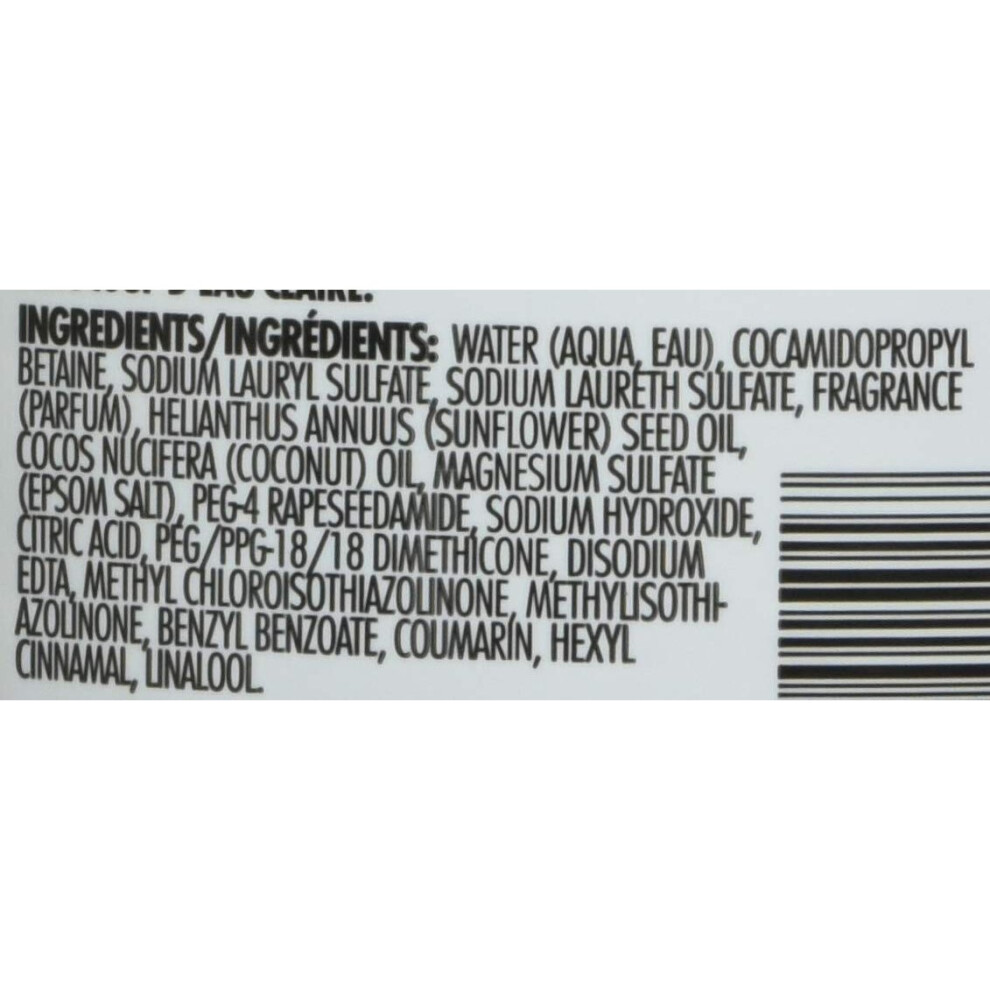 D'EAU CLAIRE.
INGREDIENTS/INGRÉDIENTS: WATER (AQUA, EAU), COCAMIDOPROPYL
BETAINE, SODIUM LAURYL SULFATE, SODIUM LAURETH SULFATE, FRAGRANCE
(PARFUM), HELIANTHUS ANNUUS (SUNFLOWER) SEED OIL,
COCOS NUCIFERA (COCONUT) OIL, MAGNESIUM SULFATE
(EPSOM SALT), PEG-4 RAPESEEDAMIDE, SODIUM HYDROXIDE,
CITRIC ACID, PEG/PPG-18/18 DIMETHICONE, DISODIUM
EDTA, METHYL CHLOROISOTHIAZOLINONE, METHYLISOTHI-
AZOLINONE, BENZYL BENZOATE, COUMARIN, HEXYL
CINNAMAL, LINALOOL.